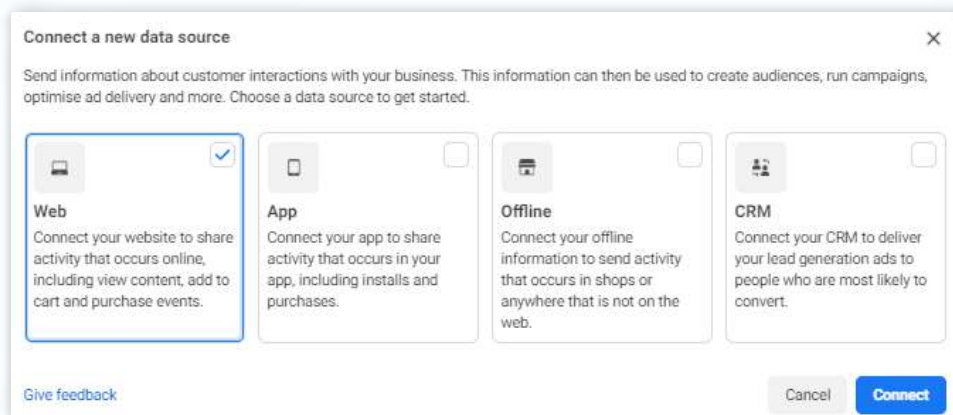 Connect a new data source
Send information about customer interactions with your business. This information can then be used to create audiences, run campaigns,
optimise ad delivery and more. Choose a data source to get started.
Web
Connect your website to share
activity that occurs online,
including view content, add to
cart and purchase events.
App
Connect your app to share
activity that occurs in your
app, including installs and
purchases.
Offline
Connect your offline
information to send activity
that occurs in shops or
anywhere that is not on the
web.
CRM
Connect your CRM to deliver
your lead generation ads to
people who are most likely to
convert.
Give feedback
Cancel
Connect